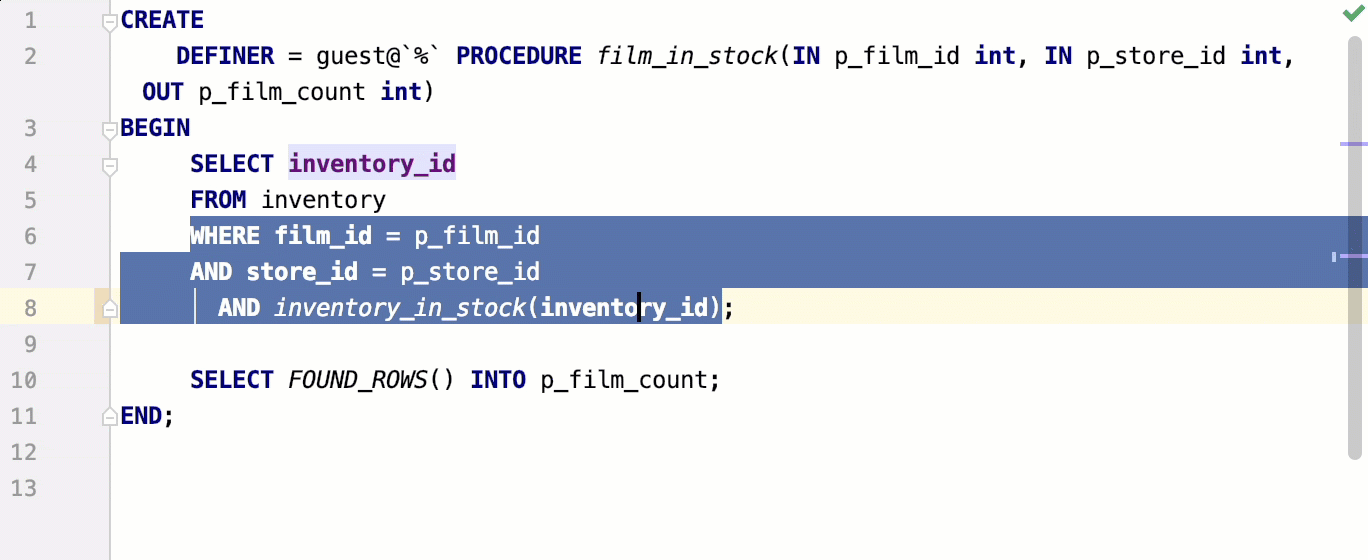 1 CREATE
2 DEFINER = guest@`%` PROCEDURE film_in_stock(IN p_film_id int, IN p_store_id int,
OUT p_film_count int)
3 BEGIN
4 SELECT inventory_id
5 FROM inventory
6 WHERE film_id = p_film_id
7 AND store_id = p_store_id
8 AND inventory_in_stock(inventory_id);
9
10 SELECT FOUND_ROWS() INTO p_film_count;
11 END;
12
13